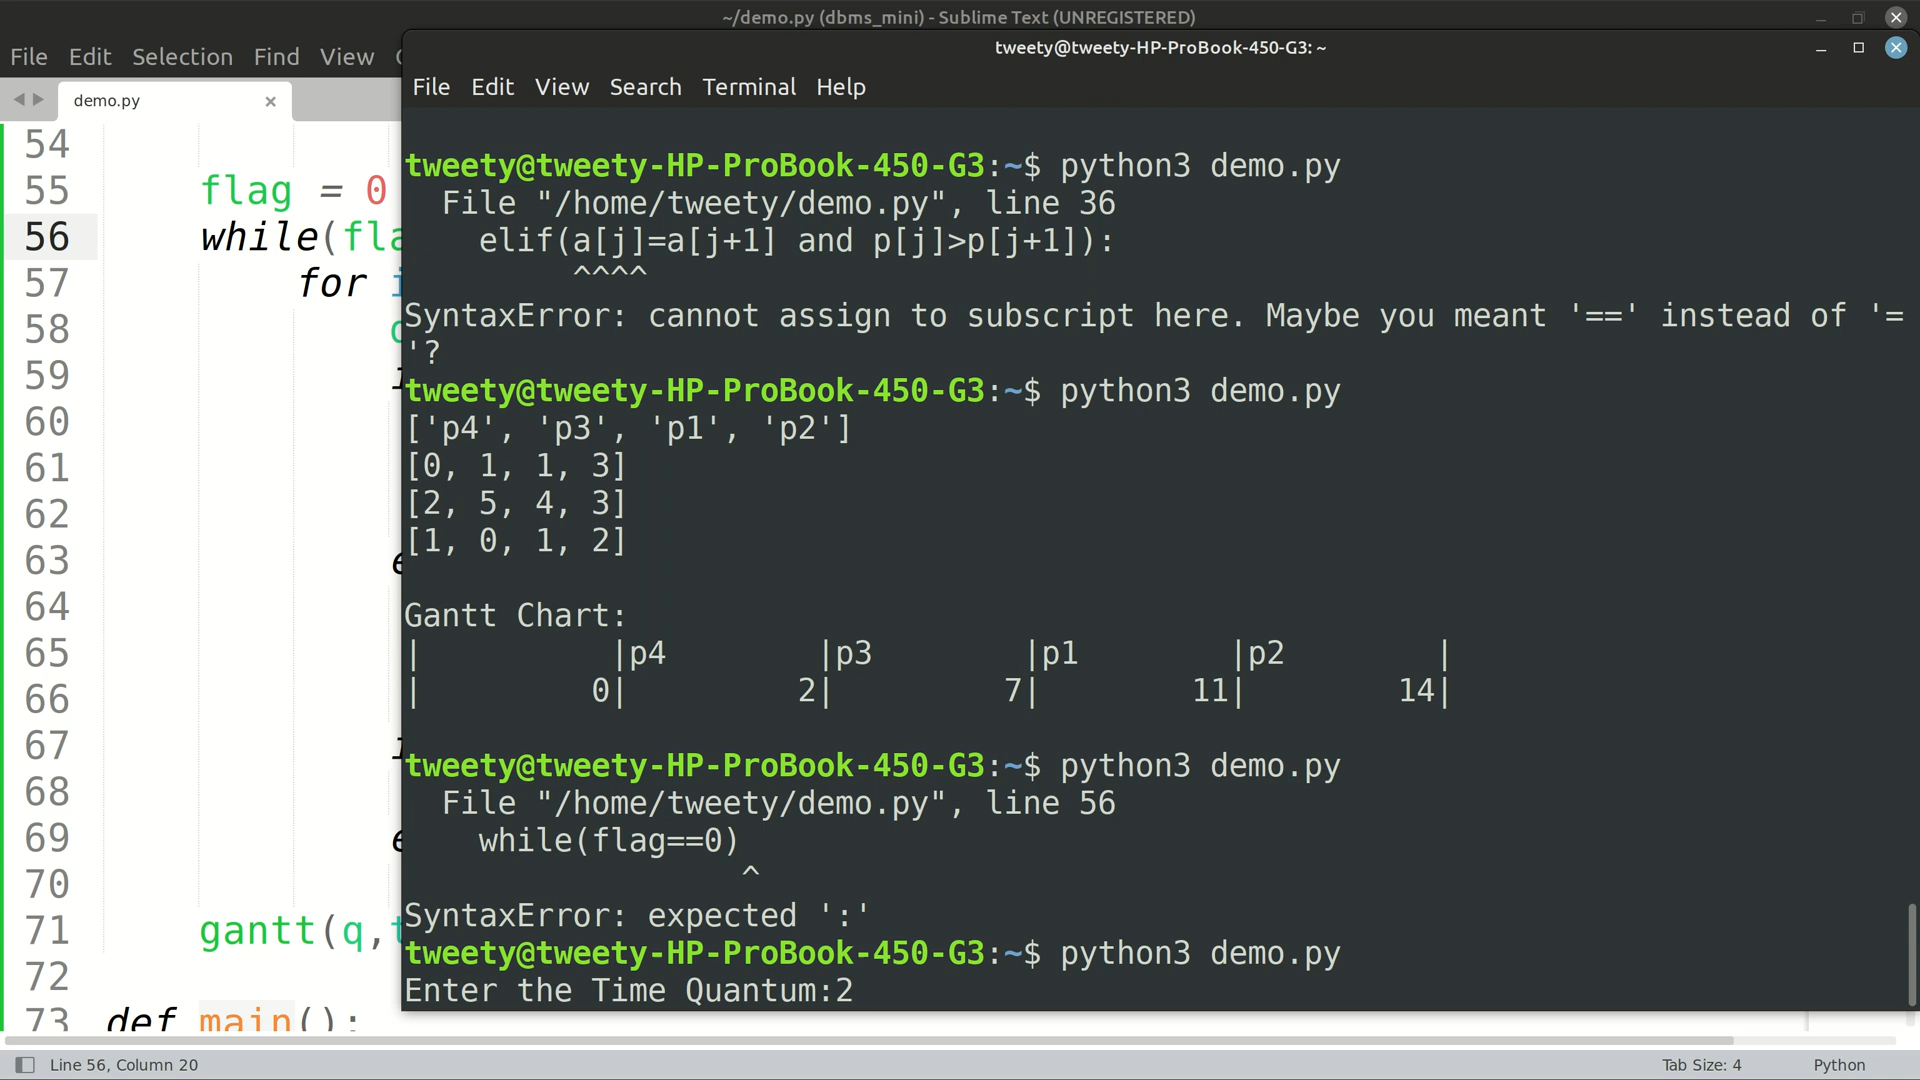 ~/demo.py (dbms_mini) - Sublime Text (UNREGISTERED)
File Edit Selection Find View
demo.py
54
55 flag = 0
56 while(fla
57 for i
58
59
60
61
62
63 e
64
65
66
67
68
69 e
70
71 gantt(q,t
72
73 def main():
Line 56, Column 20
Tab Size: 4
Python
tweety@tweety-HP-ProBook-450-G3: ~
File Edit View Search Terminal Help
tweety@tweety-HP-ProBook-450-G3:~$ python3 demo.py
File "/home/tweety/demo.py", line 36
elif(a[j]=a[j+1] and p[j]>p[j+1]):
^^^^
SyntaxError: cannot assign to subscript here. Maybe you meant '==' instead of '=
'?
tweety@tweety-HP-ProBook-450-G3:~$ python3 demo.py
['p4', 'p3', 'p1', 'p2']
[0, 1, 1, 3]
[2, 5, 4, 3]
[1, 0, 1, 2]
Gantt Chart:
| |p4 |p3 |p1 |p2 |
| 0| 2| 7| 11| 14|
tweety@tweety-HP-ProBook-450-G3:~$ python3 demo.py
File "/home/tweety/demo.py", line 56
while(flag==0)
^
SyntaxError: expected ':'
tweety@tweety-HP-ProBook-450-G3:~$ python3 demo.py
Enter the Time Quantum:2